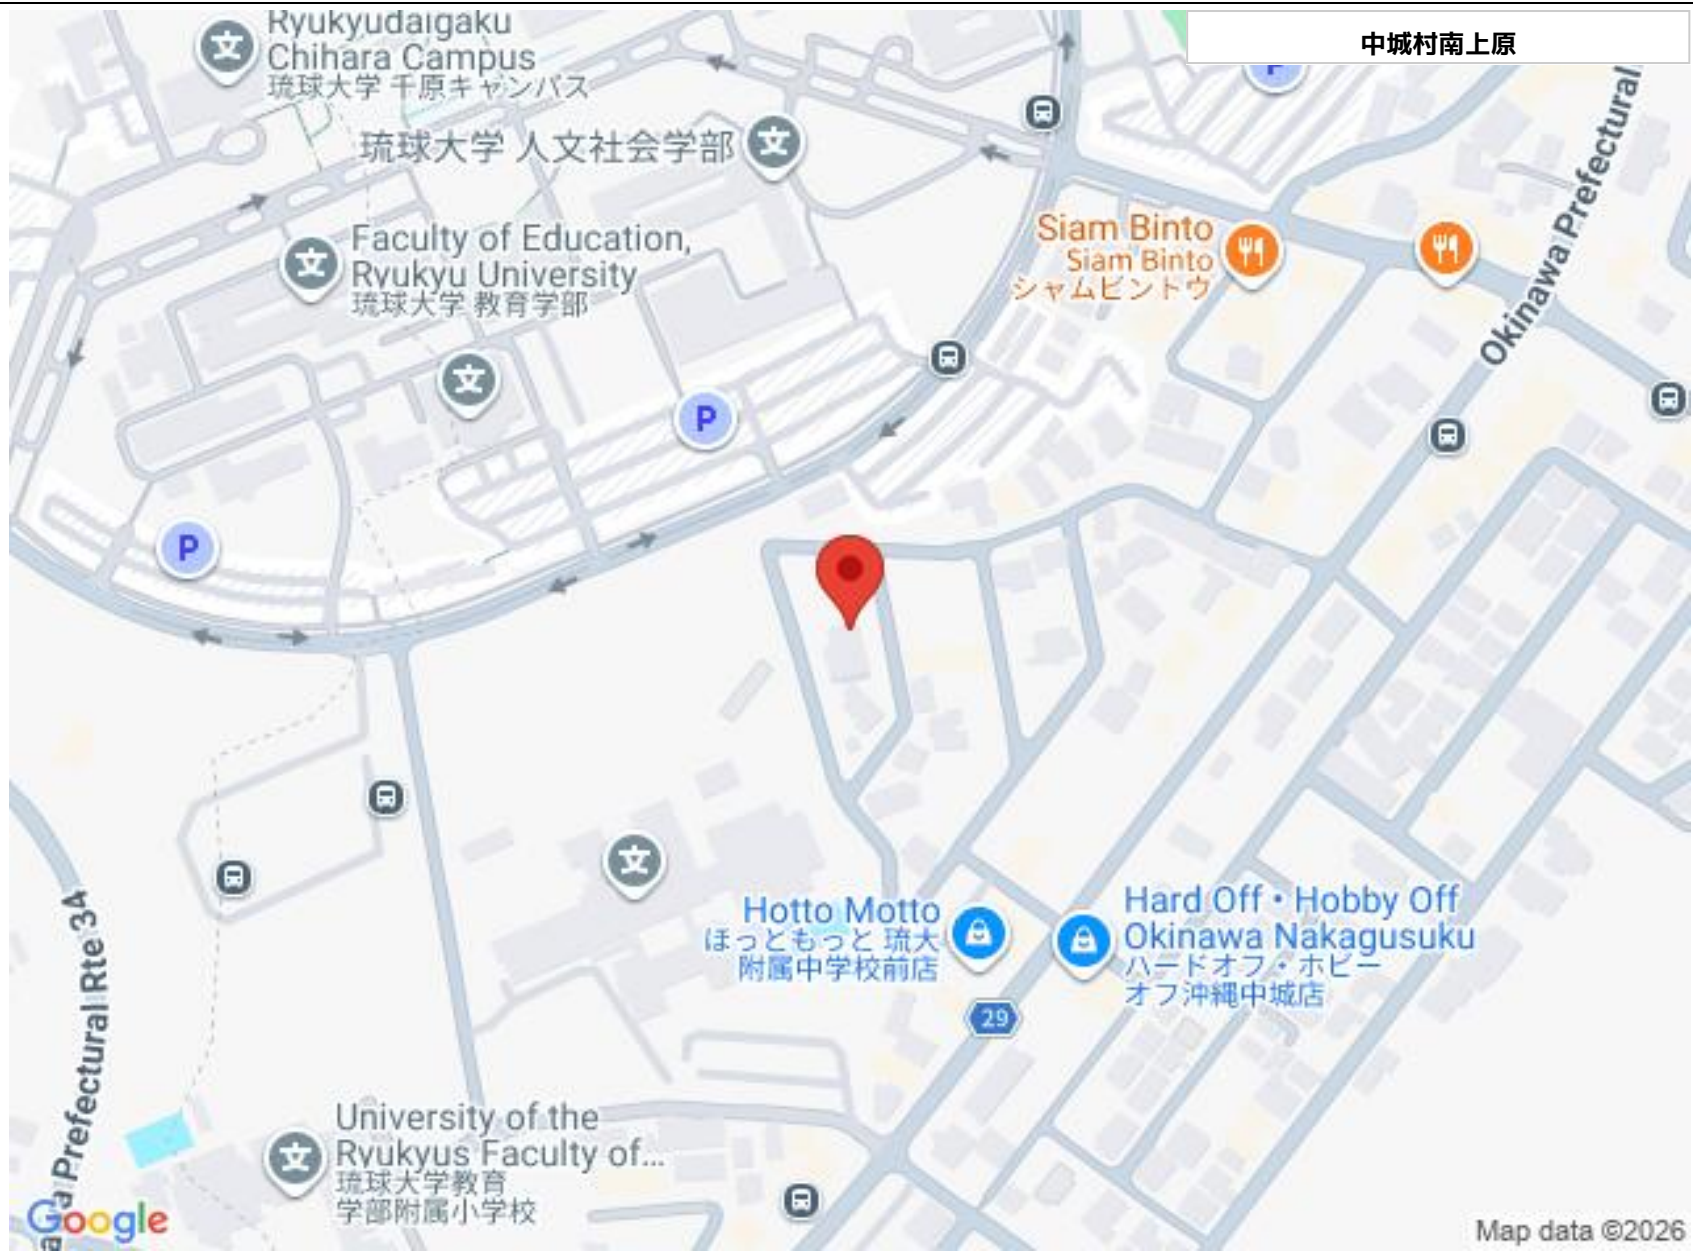 中城村南上原
Ryukyudaigaku
Chihara Campus
琉球大学 千原キャンパス
琉球大学 人文社会学部
Faculty of Education,
Ryukyu University
琉球大学 教育学部
Siam Binto
Siam Binto
シャムビントウ
Okinawa Prefectural
P
P
P
Hotto Motto
ほっともっと 琉大
附属中学校前店
Hard Off・Hobby Off
Okinawa Nakagusuku
ハードオフ・ホビー
オフ沖縄中城店
29
a Prefectural Rte 34
University of the
Ryukyus Faculty of...
琉球大学教育
学部附属小学校
Google
Map data ©2026